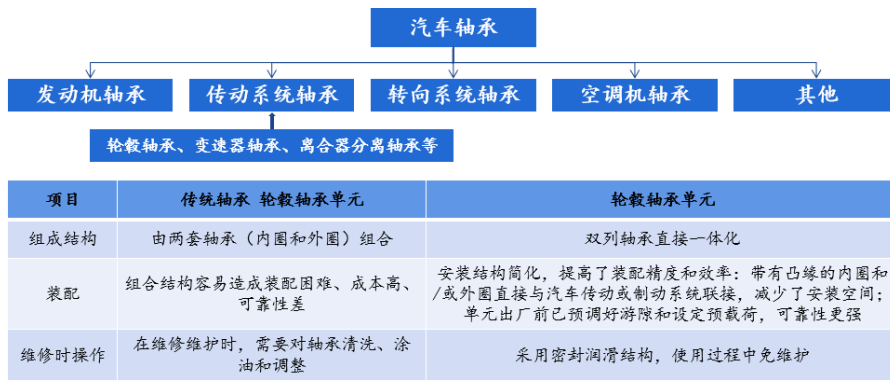 汽车轴承
发动机轴承 传动系统轴承 转向系统轴承 空调机轴承 其他
轮毂轴承、变速器轴承、离合器分离轴承等
项目 传统轴承 轮毂轴承单元 轮毂轴承单元
组成结构 由两套轴承（内圈和外圈）组合 双列轴承直接一体化
装配 组合结构容易造成装配困难、成本高、
可靠性差
安装结构简化，提高了装配精度和效率：带有凸缘的内圈和
/或外圈直接与汽车传动或制动系统联接，减少了安装空间；
单元出厂前已预调好游隙和设定预载荷，可靠性更强
维修时操作 在维修维护时，需要对轴承清洗、涂
油和调整
采用密封润滑结构，使用过程中免维护